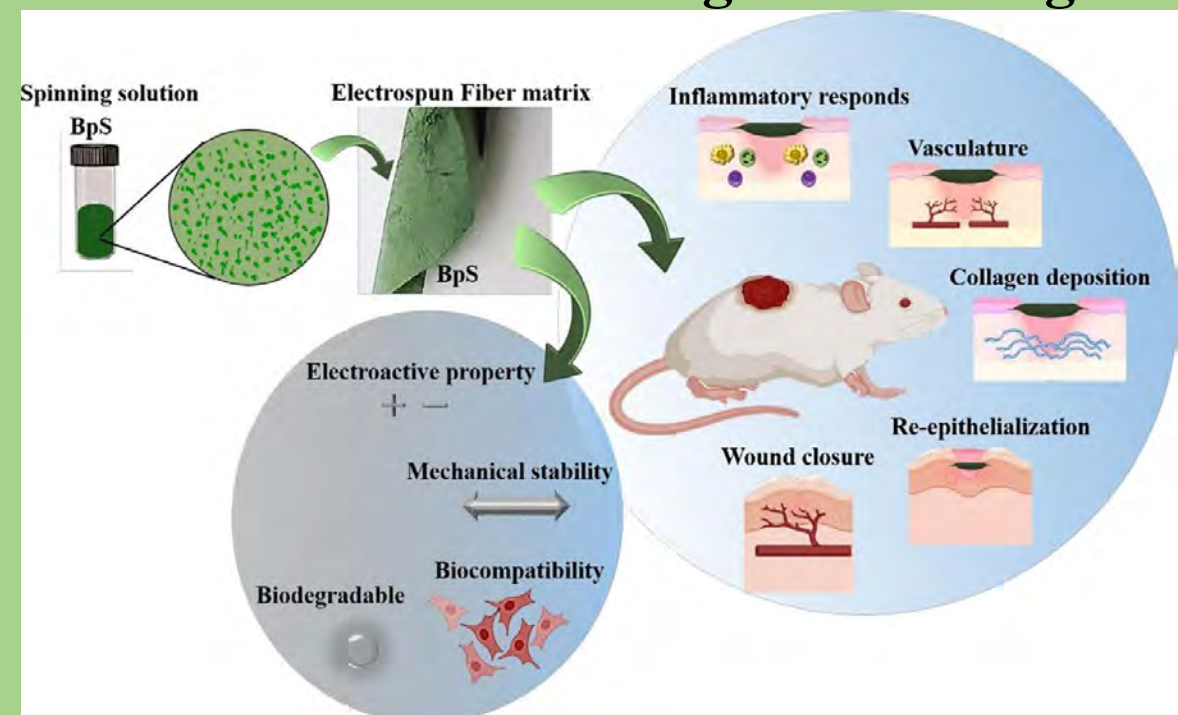 Spinning solution
BpS
Electrospun Fiber matrix
BpS
Inflammatory responds
Vasculature
Collagen deposition
Re-epithelialization
Wound closure
Electroactive property
+ −
Mechanical stability
Biocompatibility
Biodegradable